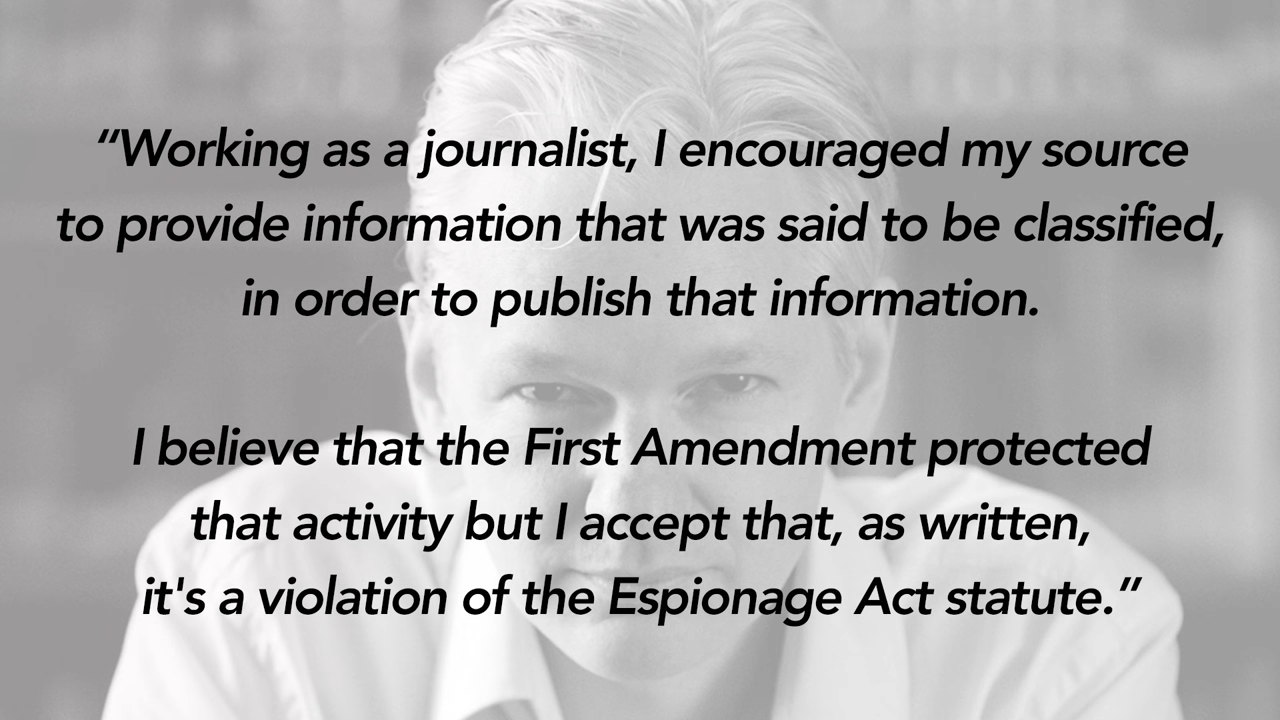 “Working as a journalist, I encouraged my source
to provide information that was said to be classified,
in order to publish that information.
I believe that the First Amendment protected
that activity but I accept that, as written,
it's a violation of the Espionage Act statute.”